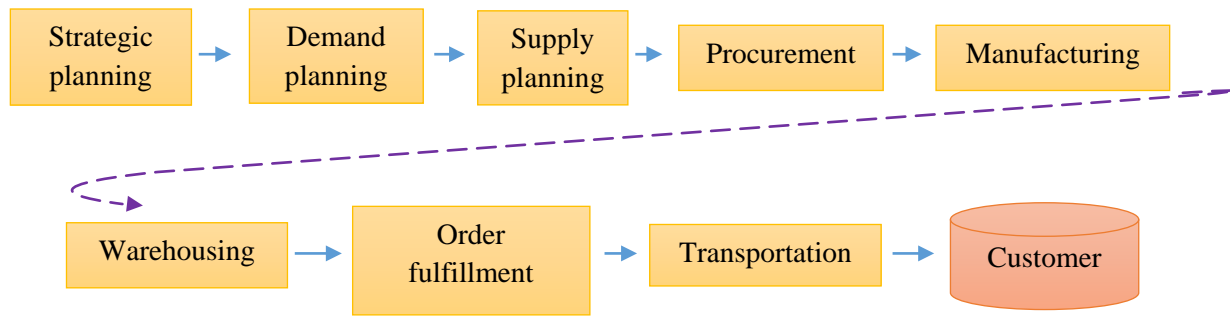 Strategic
planning
Demand
planning
Supply
planning
Procurement
Manufacturing
Warehousing
Order
fulfillment
Transportation
Customer